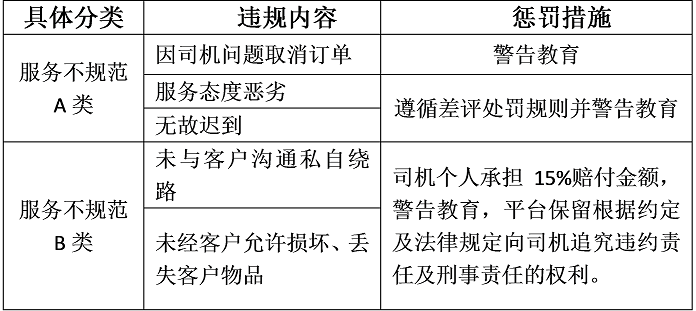 具体分类 违规内容 惩罚措施
服务不规范
A 类
因司机问题取消订单
警告教育
服务态度恶劣
无故迟到
遵循差评处罚规则并警告教育
服务不规范
B 类
未与客户沟通私自绕
路
未经客户允许损坏、丢
失客户物品
司机个人承担 15%赔付金额，
警告教育，平台保留根据约定
及法律规定向司机追究违约责
任及刑事责任的权利。